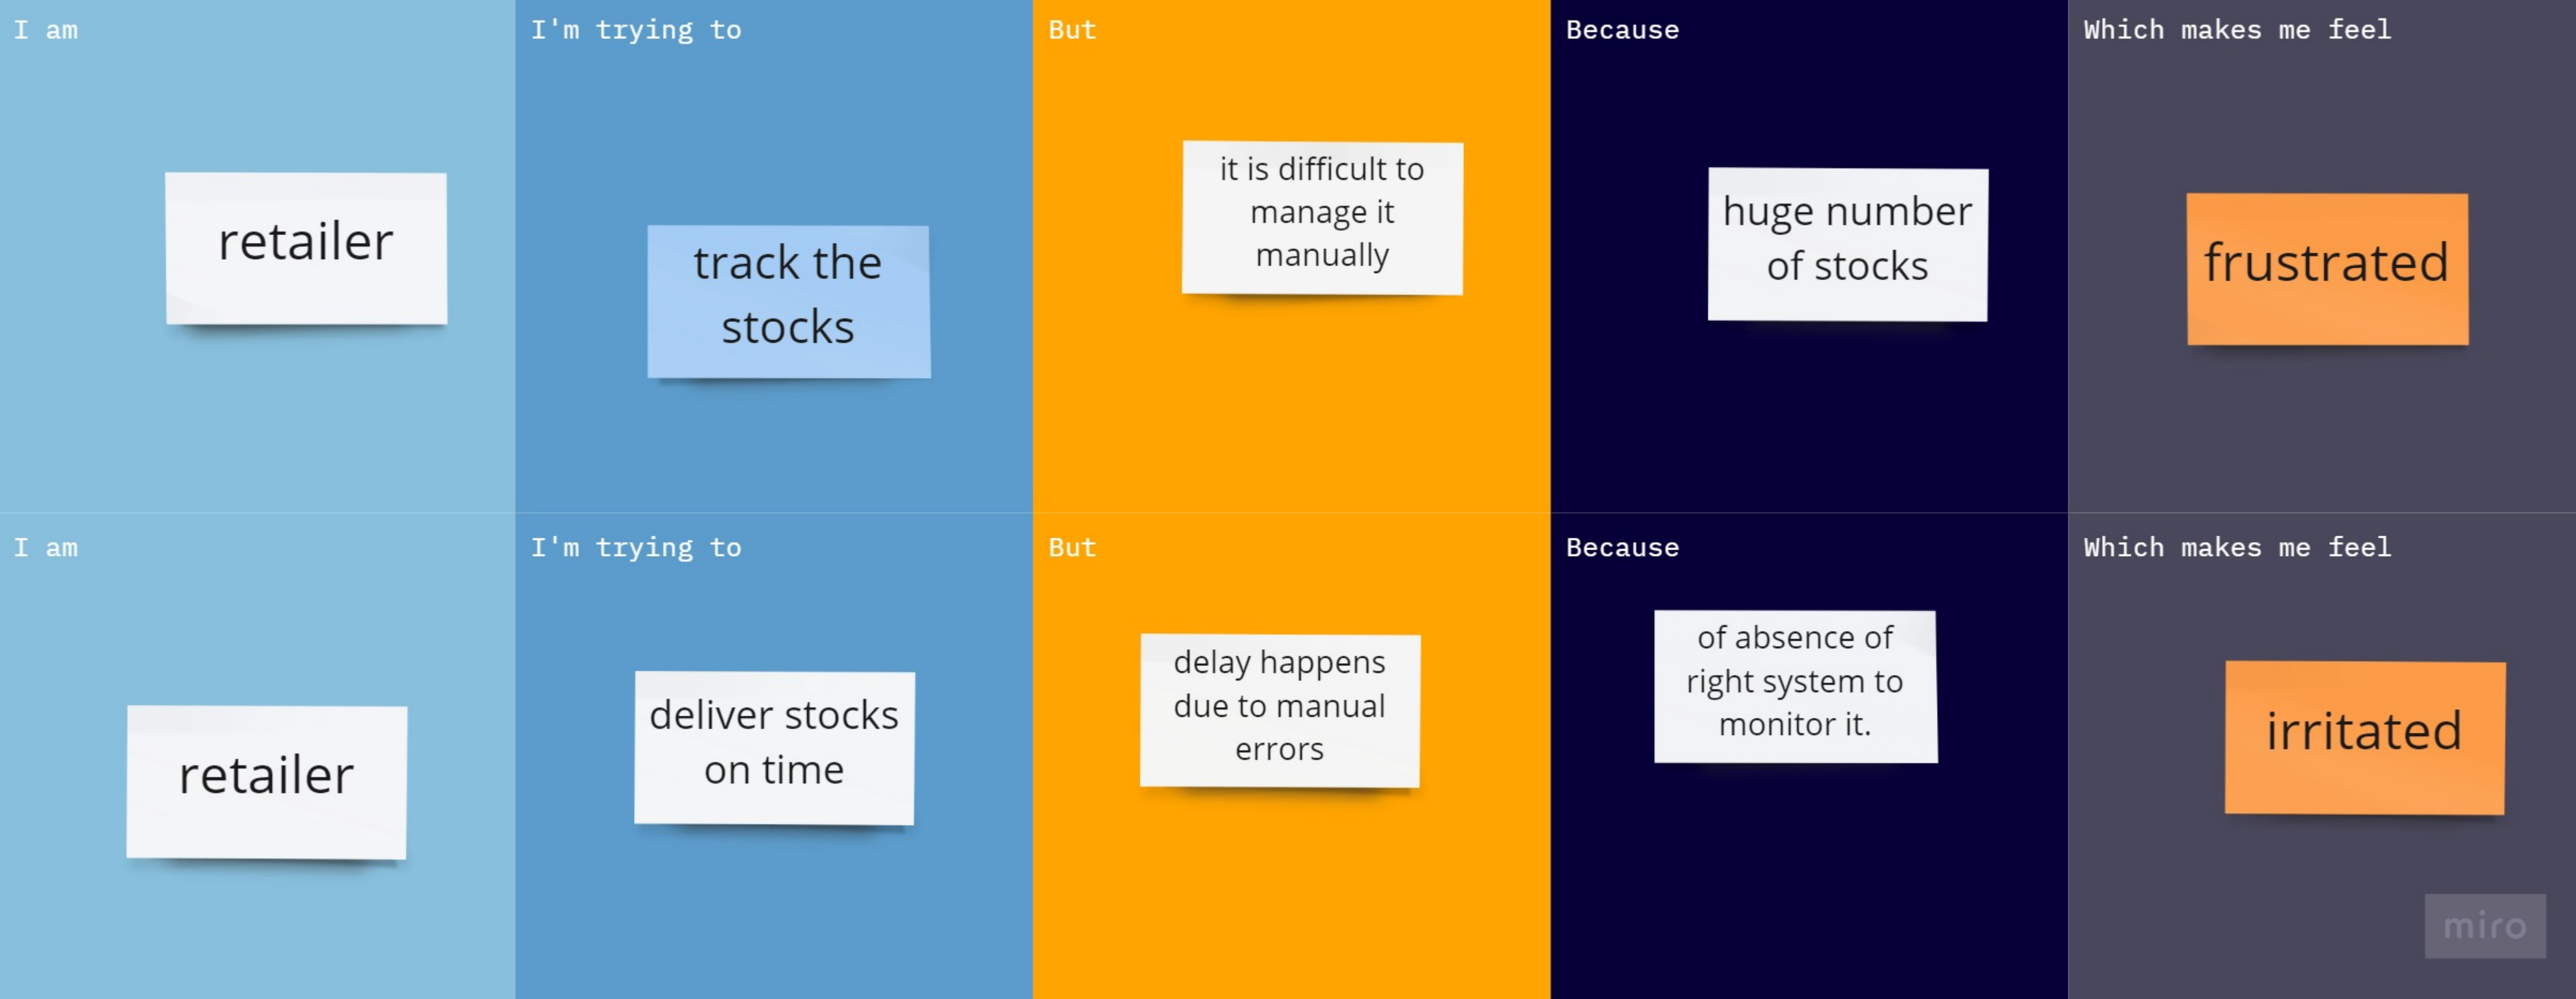 I am
retailer
I'm trying to
track the
stocks
But
it is difficult to
manage it
manually
Because
huge number
of stocks
Which makes me feel
frustrated
I am
retailer
I'm trying to
deliver stocks
on time
But
delay happens
due to manual
errors
Because
of absence of
right system to
monitor it.
Which makes me feel
irritated
miro